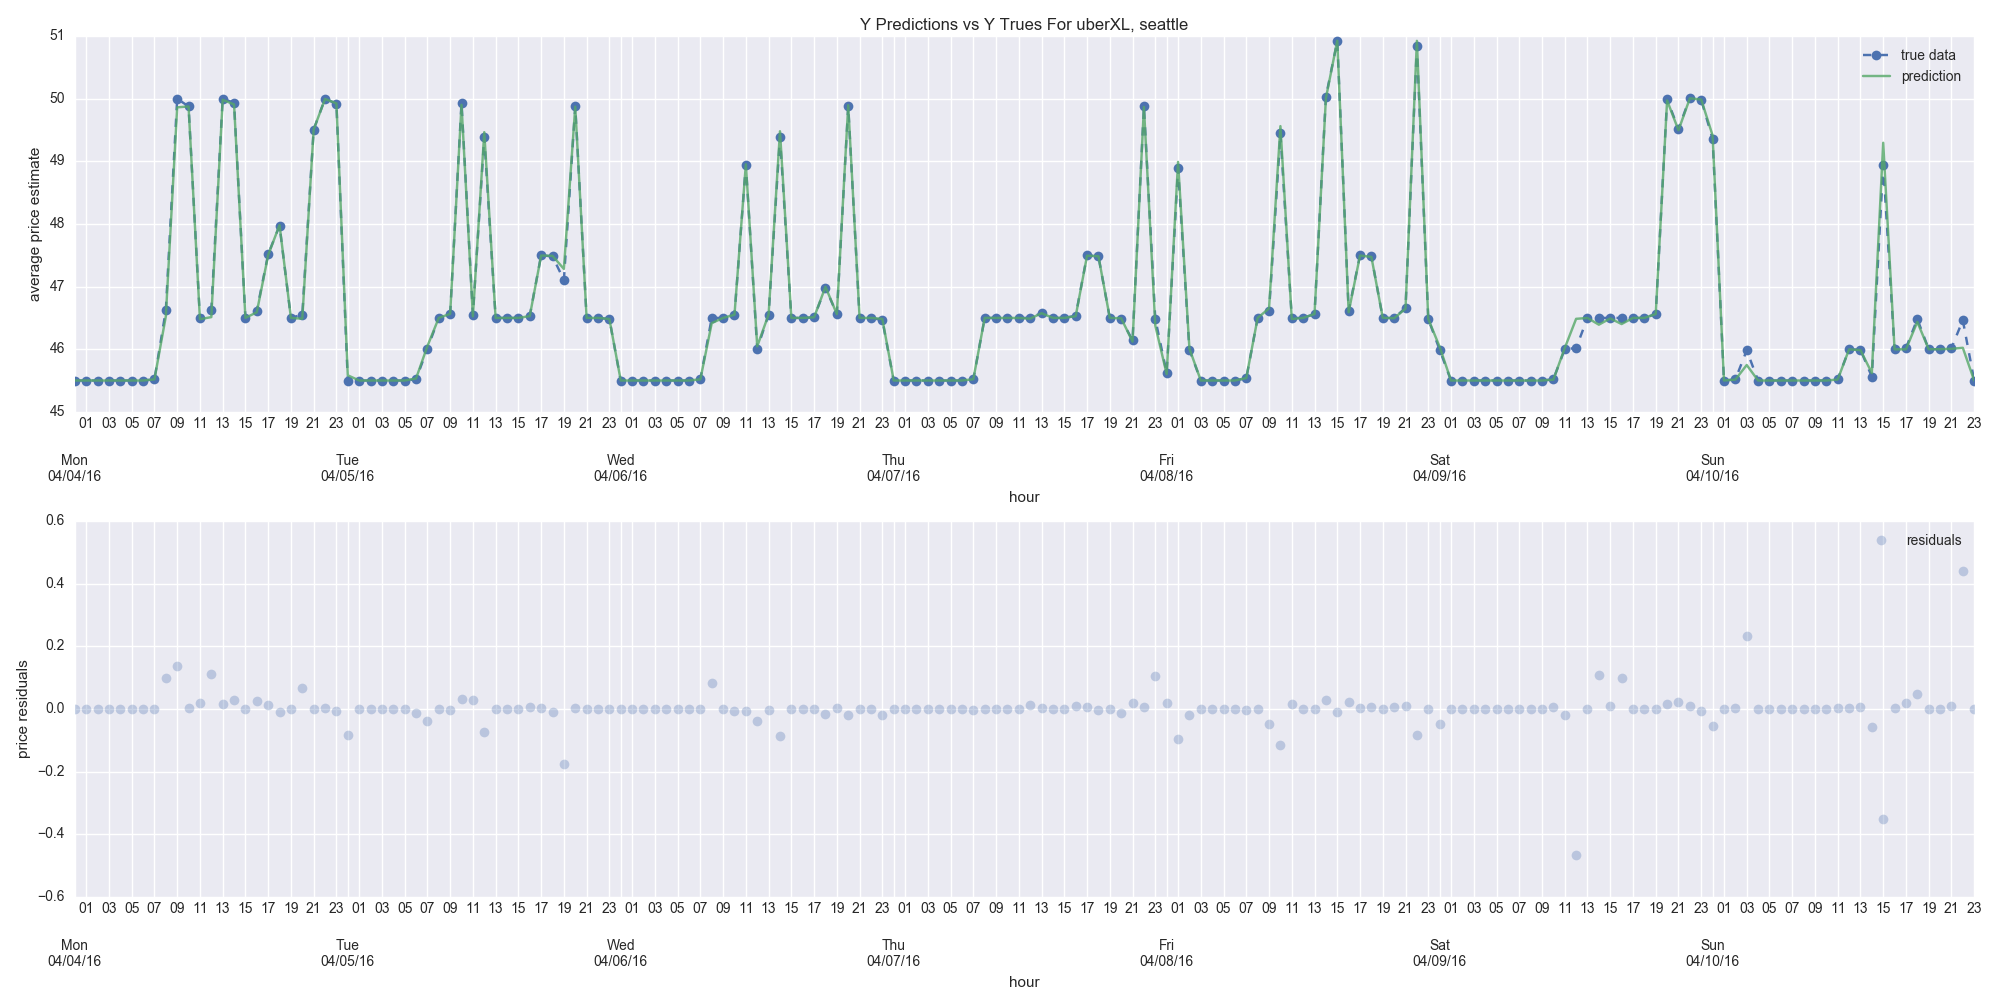 Y Predictions vs Y Trues For uberXL, seattle
51
50
49
48
47
46
45
average price estimate
true data
prediction
01 03 05 07 09 11 13 15 17 19 21 23 01 03 05 07 09 11 13 15 17 19 21 23 01 03 05 07 09 11 13 15 17 19 21 23 01 03 05 07 09 11 13 15 17 19 21 23 01 03 05 07 09 11 13 15 17 19 21 23 01 03 05 07 09 11 13 15 17 19 21 23 01 03 05 07 09 11 13 15 17 19 21 23
Mon Tue Wed Thu Fri Sat Sun
04/04/16 04/05/16 04/06/16 04/07/16 04/08/16 04/09/16 04/10/16
hour
0.6
0.4
0.2
0.0
−0.2
−0.4
−0.6
price residuals
residuals
01 03 05 07 09 11 13 15 17 19 21 23 01 03 05 07 09 11 13 15 17 19 21 23 01 03 05 07 09 11 13 15 17 19 21 23 01 03 05 07 09 11 13 15 17 19 21 23 01 03 05 07 09 11 13 15 17 19 21 23 01 03 05 07 09 11 13 15 17 19 21 23 01 03 05 07 09 11 13 15 17 19 21 23
Mon Tue Wed Thu Fri Sat Sun
04/04/16 04/05/16 04/06/16 04/07/16 04/08/16 04/09/16 04/10/16
hour